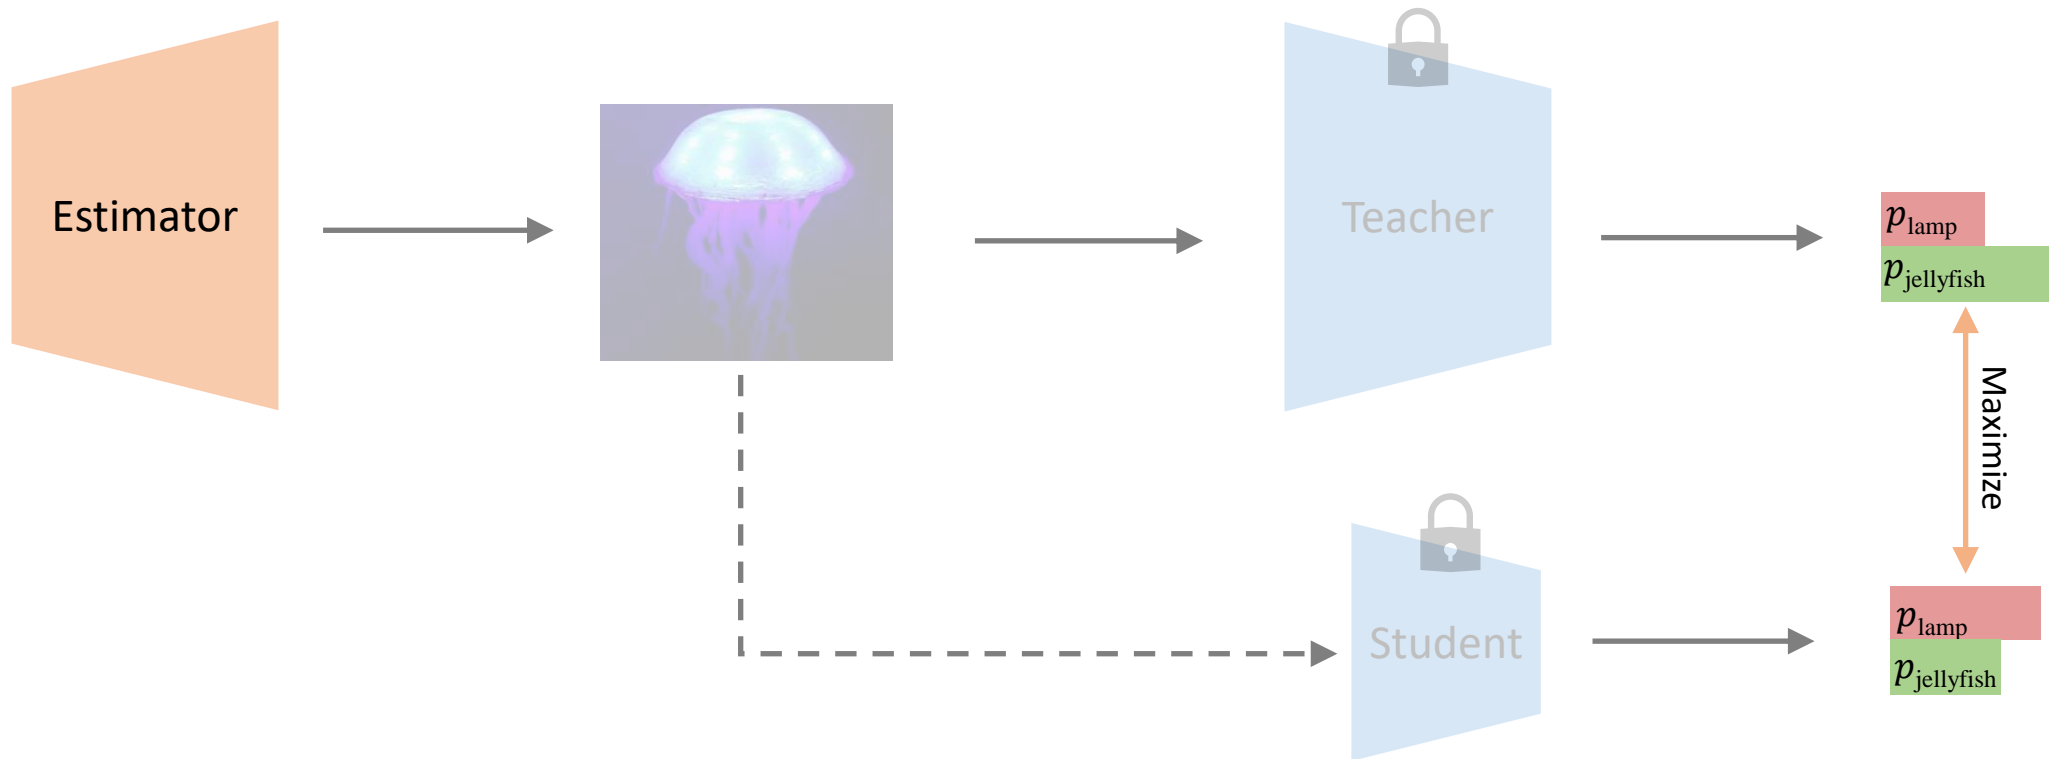 Estimator
Teacher
p_lamp
p_jellyfish
Maximize
Student
p_lamp
p_jellyfish